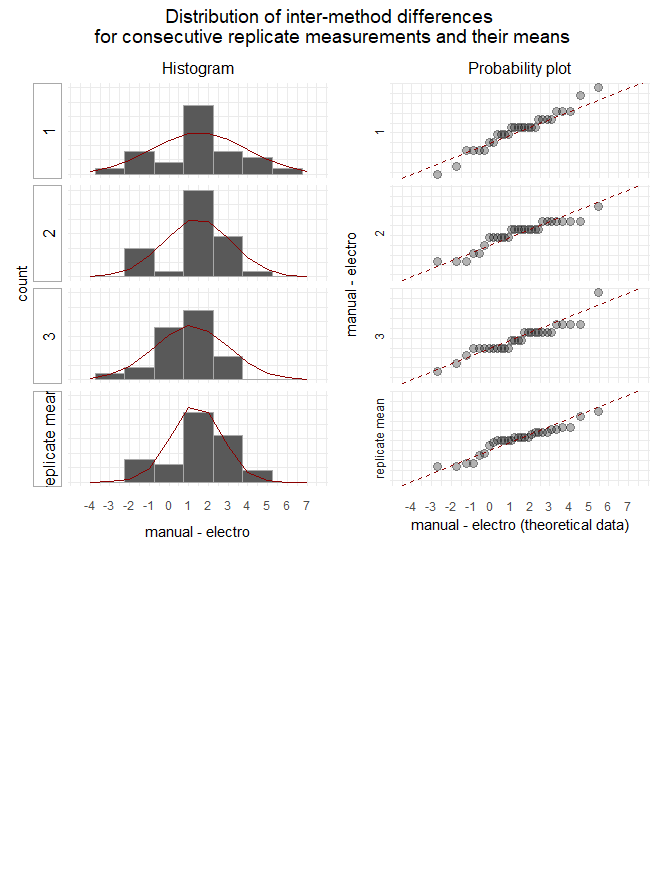 Distribution of inter-method differences
for consecutive replicate measurements and their means
Histogram
count
1
2
3
replicate mean
-4 -3 -2 -1 0 1 2 3 4 5 6 7
manual - electro
Probability plot
manual - electro
1
2
3
replicate mean
-4 -3 -2 -1 0 1 2 3 4 5 6 7
manual - electro (theoretical data)